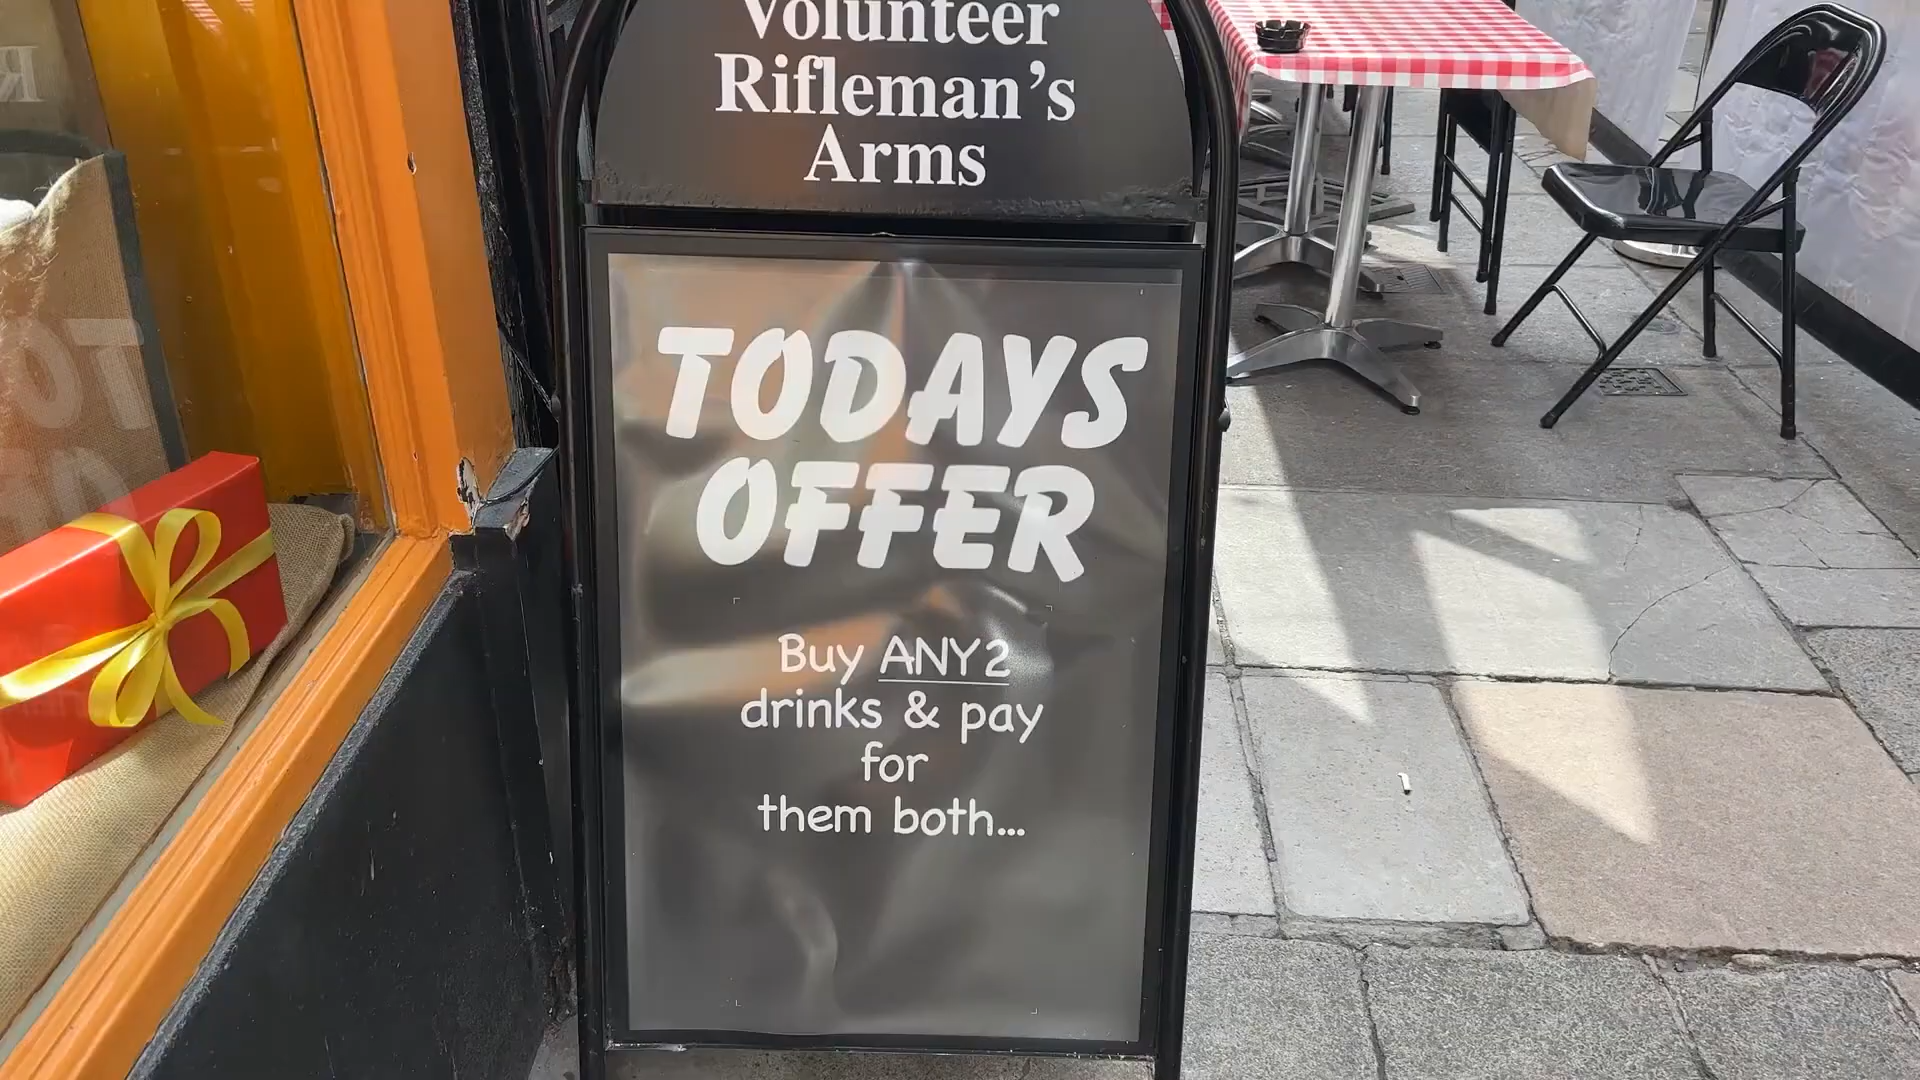 Volunteer
Rifleman's
Arms
TODAYS
OFFER
Buy ANY2
drinks & pay
for
them both...